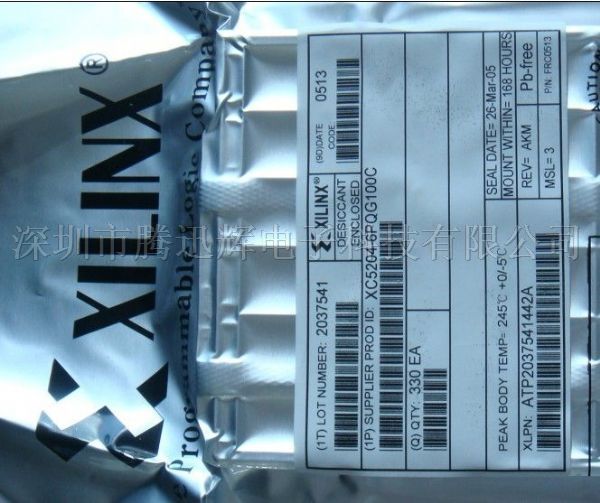 XILINX®
e Programmable Logic Company
XILINX®
DESICCANT
ENCLOSED
(9D)DATE
CODE
0513
(1T) LOT NUMBER: 2037541
(1P) SUPPLIER PROD ID:
(Q) QTY: 330 EA
SEAL DATE= 26-Mar-05
MOUNT WITHIN= 168 HOURS
PEAK BODY TEMP= 245℃ +0/-5℃
REV= AKM
Pb-free
XLPN: ATP2037541442A
MSL= 3
P/N: FRC0513
深圳市腾迅辉电子科技有限公司